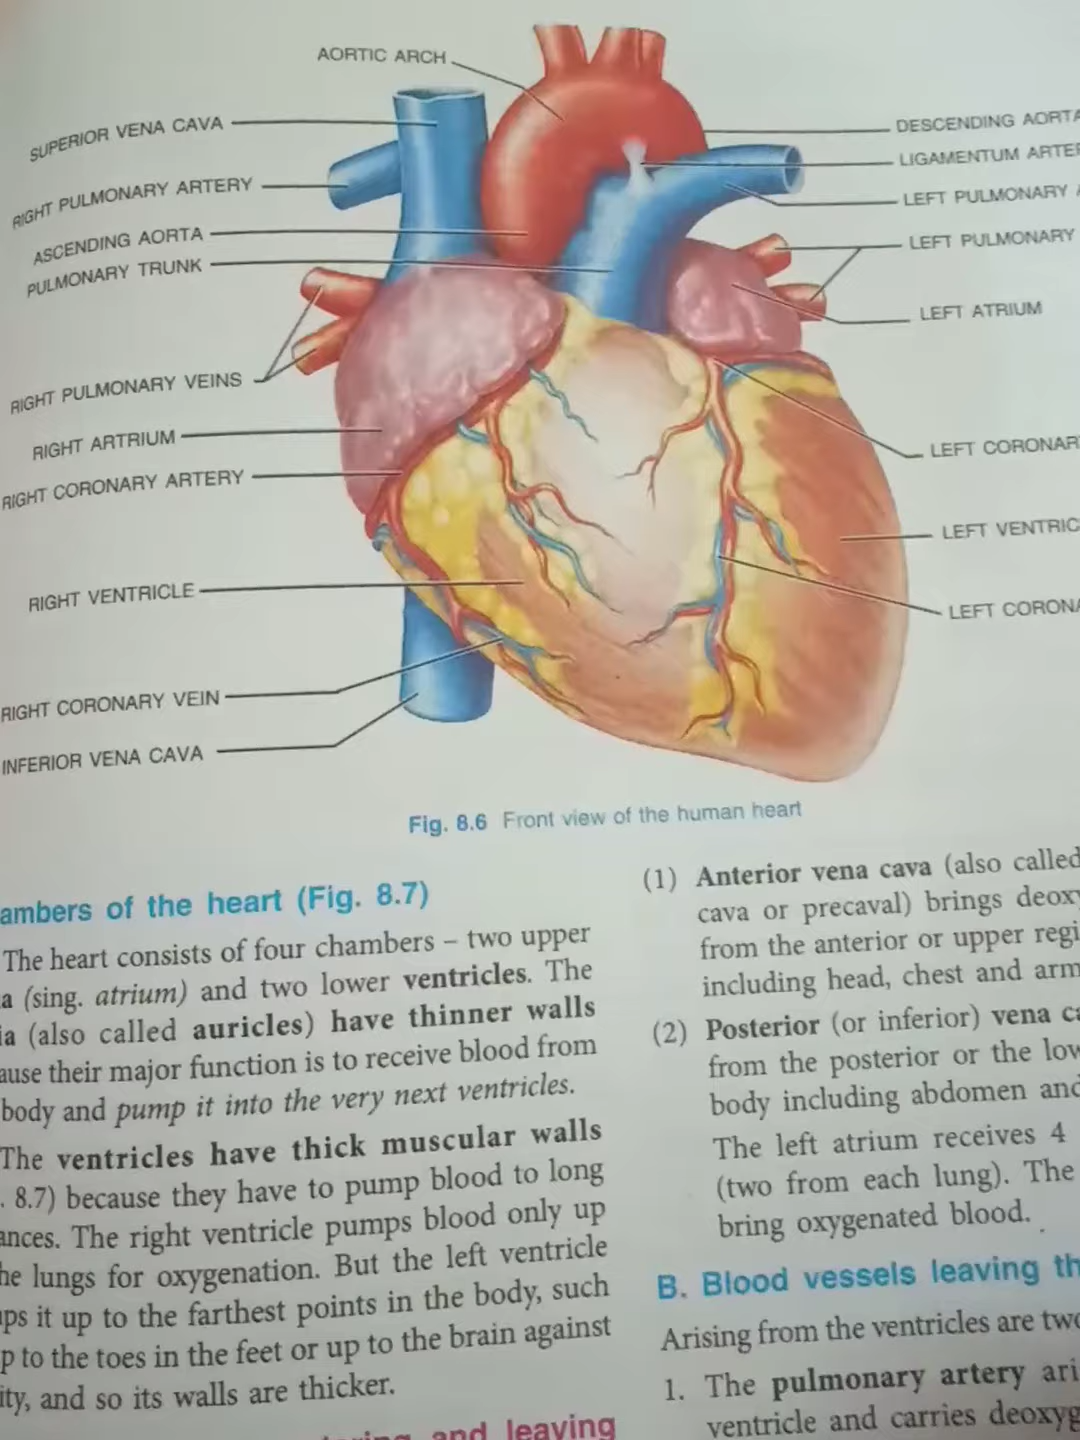 AORTIC ARCH
SUPERIOR VENA CAVA
RIGHT PULMONARY ARTERY
ASCENDING AORTA
PULMONARY TRUNK
RIGHT PULMONARY VEINS
RIGHT ARTRIUM
RIGHT CORONARY ARTERY
RIGHT VENTRICLE
RIGHT CORONARY VEIN
INFERIOR VENA CAVA
DESCENDING AORTA
LIGAMENTUM ARTER
LEFT PULMONARY A
LEFT PULMONARY
LEFT ATRIUM
LEFT CORONAR
LEFT VENTRIC
LEFT CORONA
Fig. 8.6 Front view of the human heart
ambers of the heart (Fig. 8.7)
The heart consists of four chambers – two upper
a (sing. atrium) and two lower ventricles. The
ia (also called auricles) have thinner walls
ause their major function is to receive blood from
body and pump it into the very next ventricles.
The ventricles have thick muscular walls
. 8.7) because they have to pump blood to long
ances. The right ventricle pumps blood only up
he lungs for oxygenation. But the left ventricle
ps it up to the farthest points in the body, such
p to the toes in the feet or up to the brain against
ity, and so its walls are thicker.
and leaving
(1) Anterior vena cava (also called
cava or precaval) brings deoxy
from the anterior or upper regi
including head, chest and arm
(2) Posterior (or inferior) vena ca
from the posterior or the low
body including abdomen and
The left atrium receives 4
(two from each lung). The
bring oxygenated blood.
B. Blood vessels leaving th
Arising from the ventricles are two
1. The pulmonary artery ari
ventricle and carries deoxyg